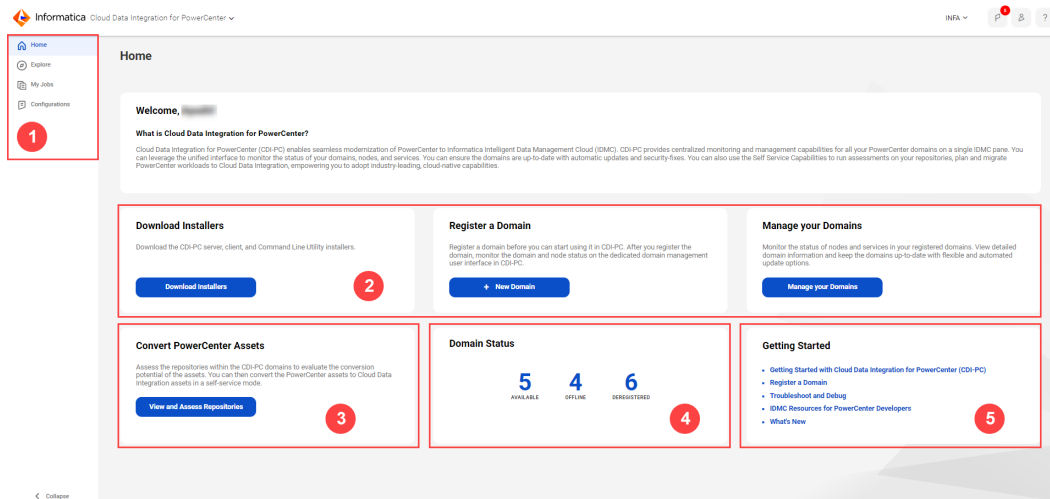 Informatica Cloud Data Integration for PowerCenter
INFA
?
Home
Explore
My Jobs
Configurations
1
Collapse
Home
Welcome,
What is Cloud Data Integration for PowerCenter?
Cloud Data Integration for PowerCenter (CDI-PC) enables seamless modernization of PowerCenter to Informatica Intelligent Data Management Cloud (IDMC). CDI-PC provides centralized monitoring and management capabilities for all your PowerCenter domains on a single IDMC pane. You
can leverage the unified interface to monitor the status of your domains, nodes, and services. You can ensure the domains are up-to-date with automatic updates and security-fixes. You can also use the Self Service Capabilities to run assessments on your repositories, plan and migrate
PowerCenter workloads to Cloud Data Integration, empowering you to adopt industry-leading, cloud-native capabilities.
Download Installers
Download the CDI-PC server, client, and Command Line Utility installers.
Download Installers
2
Register a Domain
Register a domain before you can start using it in CDI-PC. After you register the
domain, monitor the domain and node status on the dedicated domain management
user interface in CDI-PC.
+ New Domain
Manage your Domains
Monitor the status of nodes and services in your registered domains. View detailed
domain information and keep the domains up-to-date with flexible and automated
update options.
Manage your Domains
Convert PowerCenter Assets
Assess the repositories within the CDI-PC domains to evaluate the conversion
potential of the assets. You can then convert the PowerCenter assets to Cloud Data
Integration assets in a self-service mode.
View and Assess Repositories
3
Domain Status
5 4 6
AVAILABLE OFFLINE DEREGISTERED
4
Getting Started
Getting Started with Cloud Data Integration for PowerCenter (CDI-PC)
Register a Domain
Troubleshoot and Debug
IDMC Resources for PowerCenter Developers
What's New
5